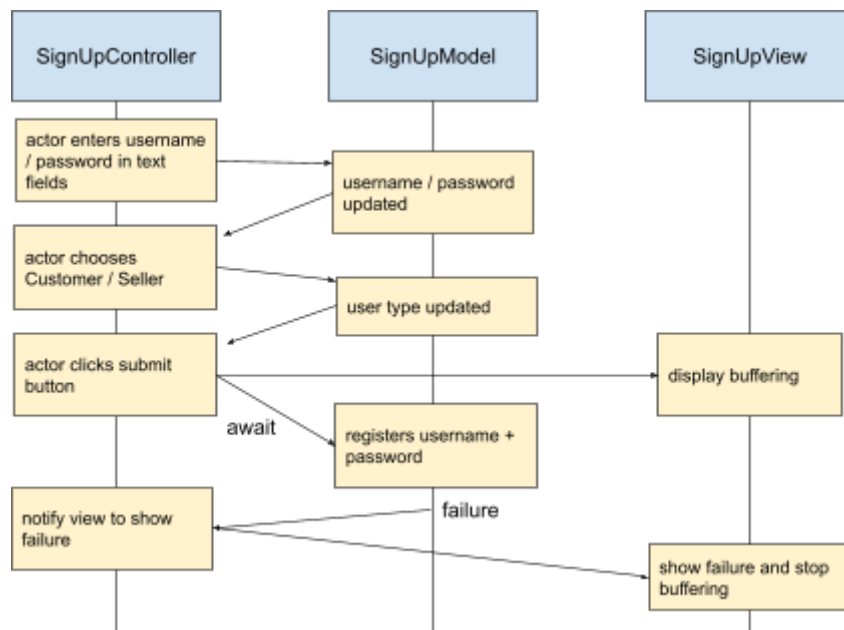 SignUpController
SignUpModel
SignUpView
actor enters username
/ password in text
fields
username / password
updated
actor chooses
Customer / Seller
user type updated
actor clicks submit
button
display buffering
await
registers username +
password
failure
notify view to show
failure
show failure and stop
buffering